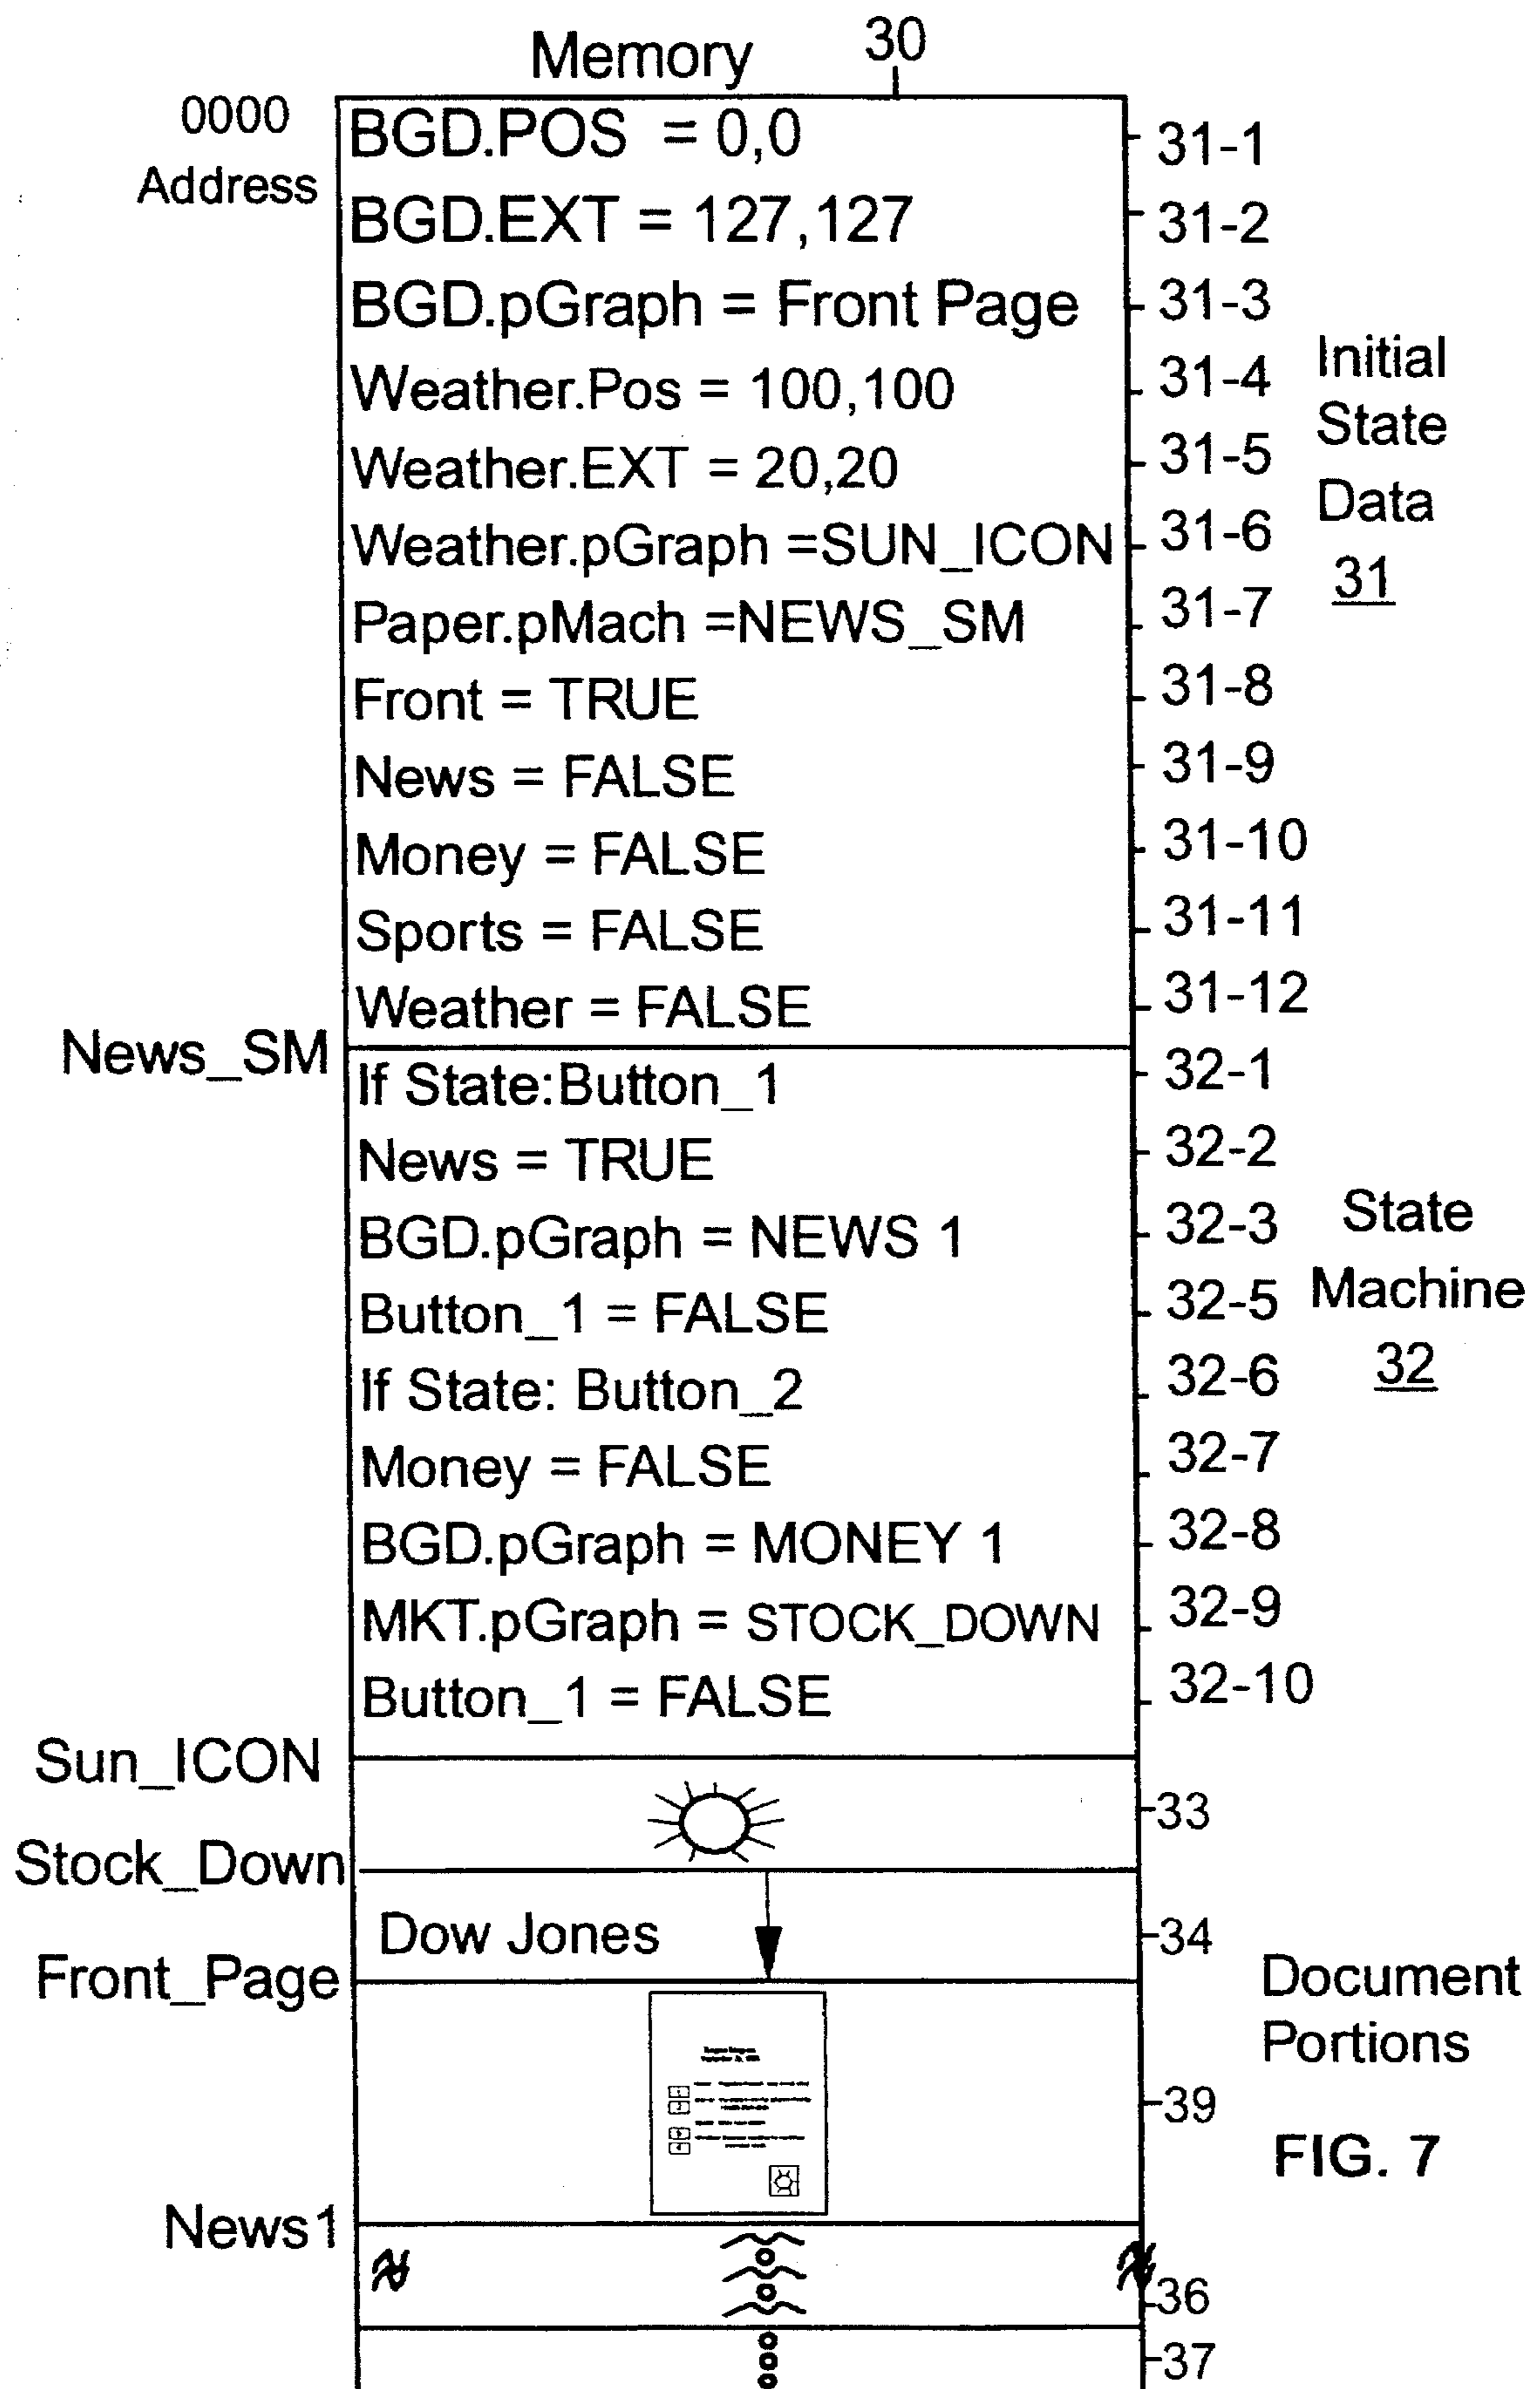 Memory 30
0000
Address
BGD.POS = 0,0 31-1
BGD.EXT = 127,127 31-2
BGD.pGraph = Front Page 31-3
Weather.Pos = 100,100 31-4
Weather.EXT = 20,20 31-5
Weather.pGraph =SUN_ICON 31-6
Paper.pMach =NEWS_SM 31-7
Front = TRUE 31-8
News = FALSE 31-9
Money = FALSE 31-10
Sports = FALSE 31-11
Weather = FALSE 31-12
Initial
State
Data
31
News_SM
If State:Button_1 32-1
News = TRUE 32-2
BGD.pGraph = NEWS 1 32-3
Button_1 = FALSE 32-5
If State: Button_2 32-6
Money = FALSE 32-7
BGD.pGraph = MONEY 1 32-8
MKT.pGraph = STOCK_DOWN 32-9
Button_1 = FALSE 32-10
State
Machine
32
Sun_ICON
33
Stock_Down
Dow Jones 34
Front_Page
Document
Portions
39
FIG. 7
News1
36
37